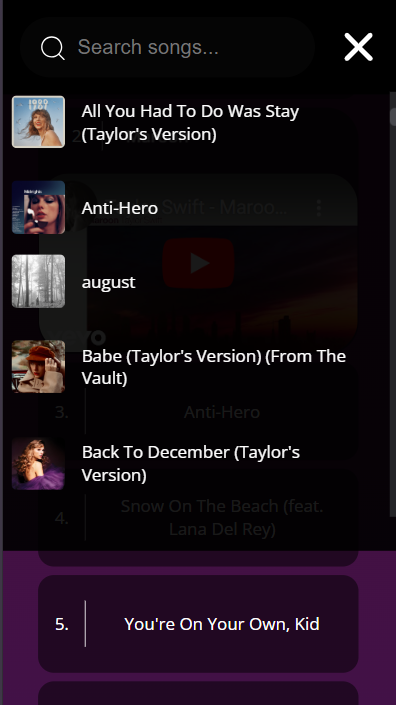 Search songs...
All You Had To Do Was Stay
(Taylor's Version)
2.
Swift - Maroo...
Anti-Hero
august
Babe (Taylor's Version) (From The
Vault)
3.
Anti-Hero
Back To December (Taylor's
Version)
4.
Snow On The Beach (feat.
Lana Del Rey)
5.
You're On Your Own, Kid